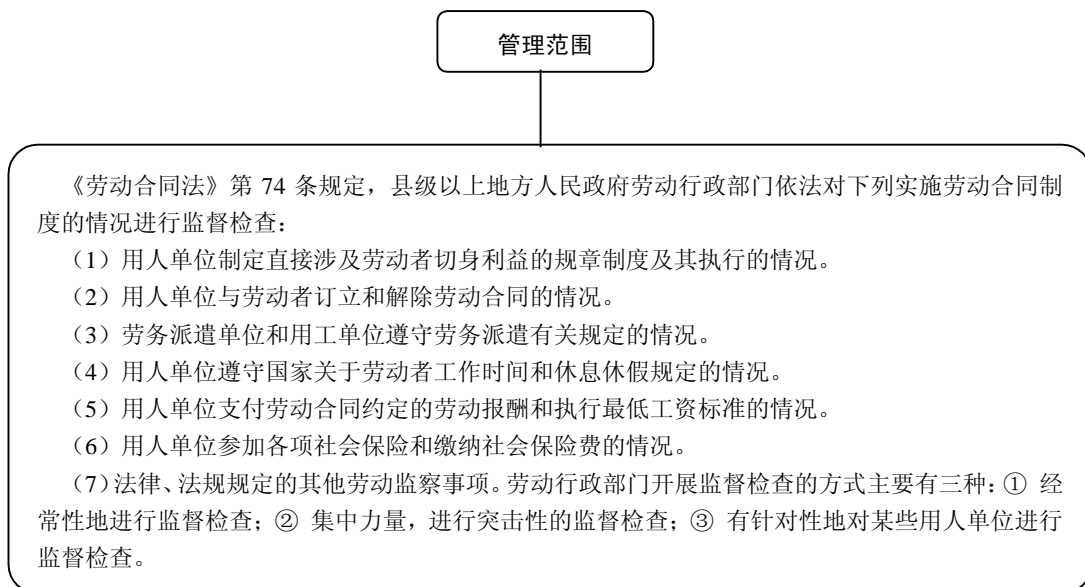 管理范围
《劳动合同法》第 74 条规定，县级以上地方人民政府劳动行政部门依法对下列实施劳动合同制
度的情况进行监督检查：
（1）用人单位制定直接涉及劳动者切身利益的规章制度及其执行的情况。
（2）用人单位与劳动者订立和解除劳动合同的情况。
（3）劳务派遣单位和用工单位遵守劳务派遣有关规定的情况。
（4）用人单位遵守国家关于劳动者工作时间和休息休假规定的情况。
（5）用人单位支付劳动合同约定的劳动报酬和执行最低工资标准的情况。
（6）用人单位参加各项社会保险和缴纳社会保险费的情况。
（7）法律、法规规定的其他劳动监察事项。劳动行政部门开展监督检查的方式主要有三种：① 经
常性地进行监督检查；② 集中力量，进行突击性的监督检查；③ 有针对性地对某些用人单位进行
监督检查。